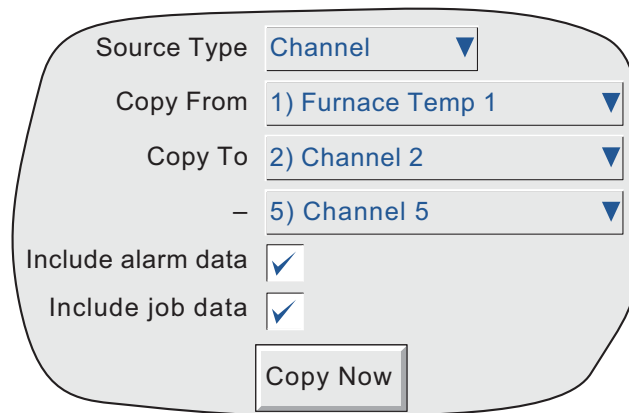 Source Type Channel
Copy From 1) Furnace Temp 1
Copy To 2) Channel 2
– 5) Channel 5
Include alarm data
Include job data
Copy Now